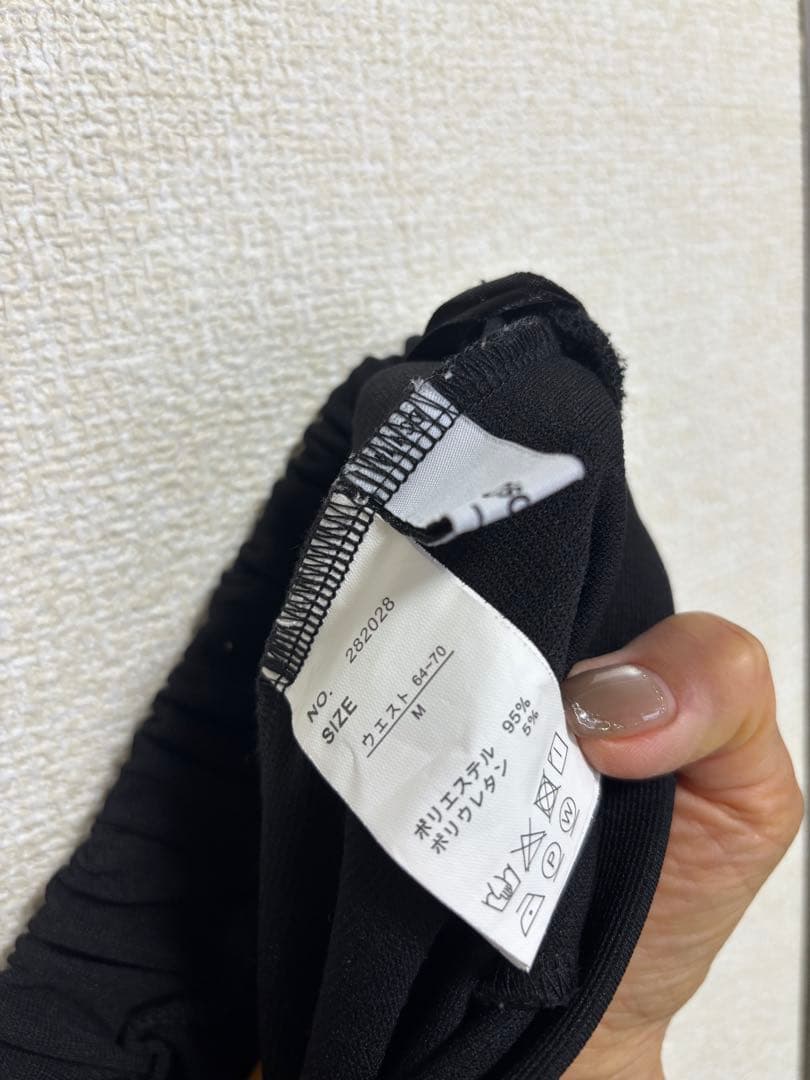 NO. 282028
SIZE
ウエスト 64~70
M
ポリエステル 95%
ポリウレタン 5%
P W